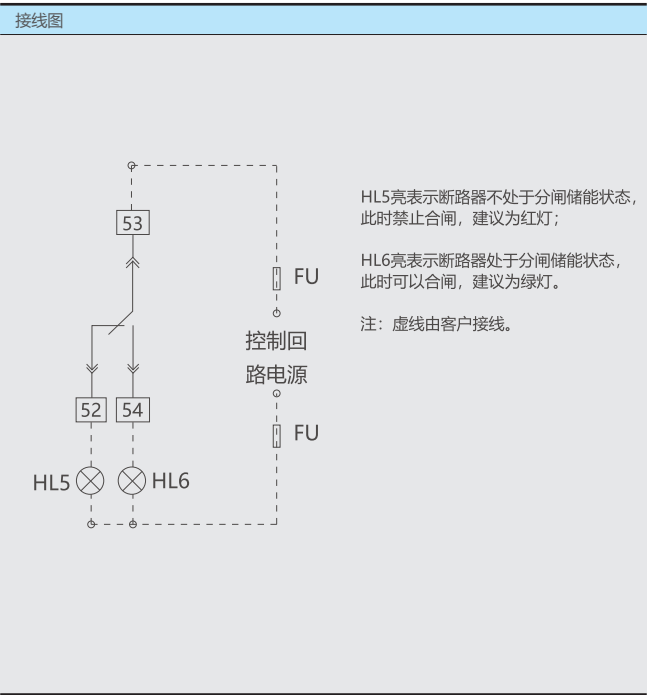 接线图
53
HL5亮表示断路器不处于分闸储能状态，
此时禁止合闸，建议为红灯；
HL6亮表示断路器处于分闸储能状态，
此时可以合闸，建议为绿灯。
FU
注：虚线由客户接线。
控制回
路电源
52
54
FU
HL5
HL6